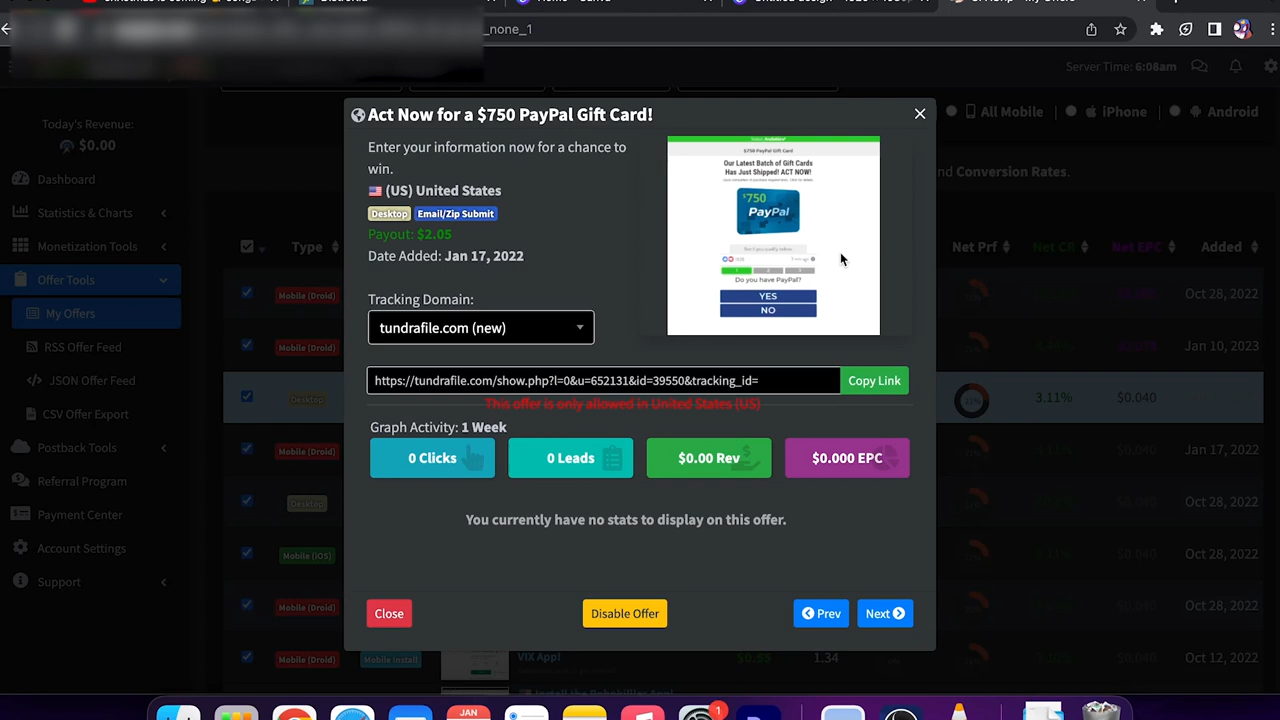 _none_1
Server Time: 6:08am
Today's Revenue:
$0.00
Dashboard
Statistics & Charts
Monetization Tools
Offer Tools
My Offers
RSS Offer Feed
JSON Offer Feed
CSV Offer Export
Postback Tools
Referral Program
Payment Center
Account Settings
Support
All Mobile
iPhone
Android
nd Conversion Rates.
Type
Net Prf
Net CR
Net EPC
Added
Mobile (Droid)
Oct 28, 2022
Mobile (Droid)
Jan 10, 2023
Desktop
3.11%
$0.040
Mobile (Droid)
Jan 17, 2022
Desktop
Oct 28, 2022
Mobile (iOS)
$0.040
Oct 28, 2022
Mobile (Droid)
$0.040
Oct 28, 2022
Mobile (Droid)
Mobile Install
VIX App!
$0.55
1.34
$0.040
Oct 12, 2022
Act Now for a $750 PayPal Gift Card!
Enter your information now for a chance to
win.
(US) United States
Desktop
Email/Zip Submit
Payout: $2.05
Date Added: Jan 17, 2022
$750 PayPal Gift Card
Our Latest Batch of Gift Cards
Has Just Shipped! ACT NOW!
$750
PayPal
Do you have PayPal?
YES
NO
Tracking Domain:
tundrafile.com (new)
https://tundrafile.com/show.php?l=0&u=652131&id=39550&tracking_id=
Copy Link
This offer is only allowed in United States (US)
Graph Activity: 1 Week
0 Clicks
0 Leads
$0.00 Rev
$0.000 EPC
You currently have no stats to display on this offer.
Close
Disable Offer
Prev
Next
JAN
1